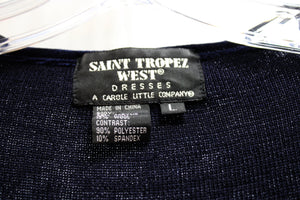 SAINT TROPEZ
WEST®
DRESSES
A CAROLE LITTLE COMPANY®
L
MADE IN CHINA
CONTRAST:
90% POLYESTER
10% SPANDEX